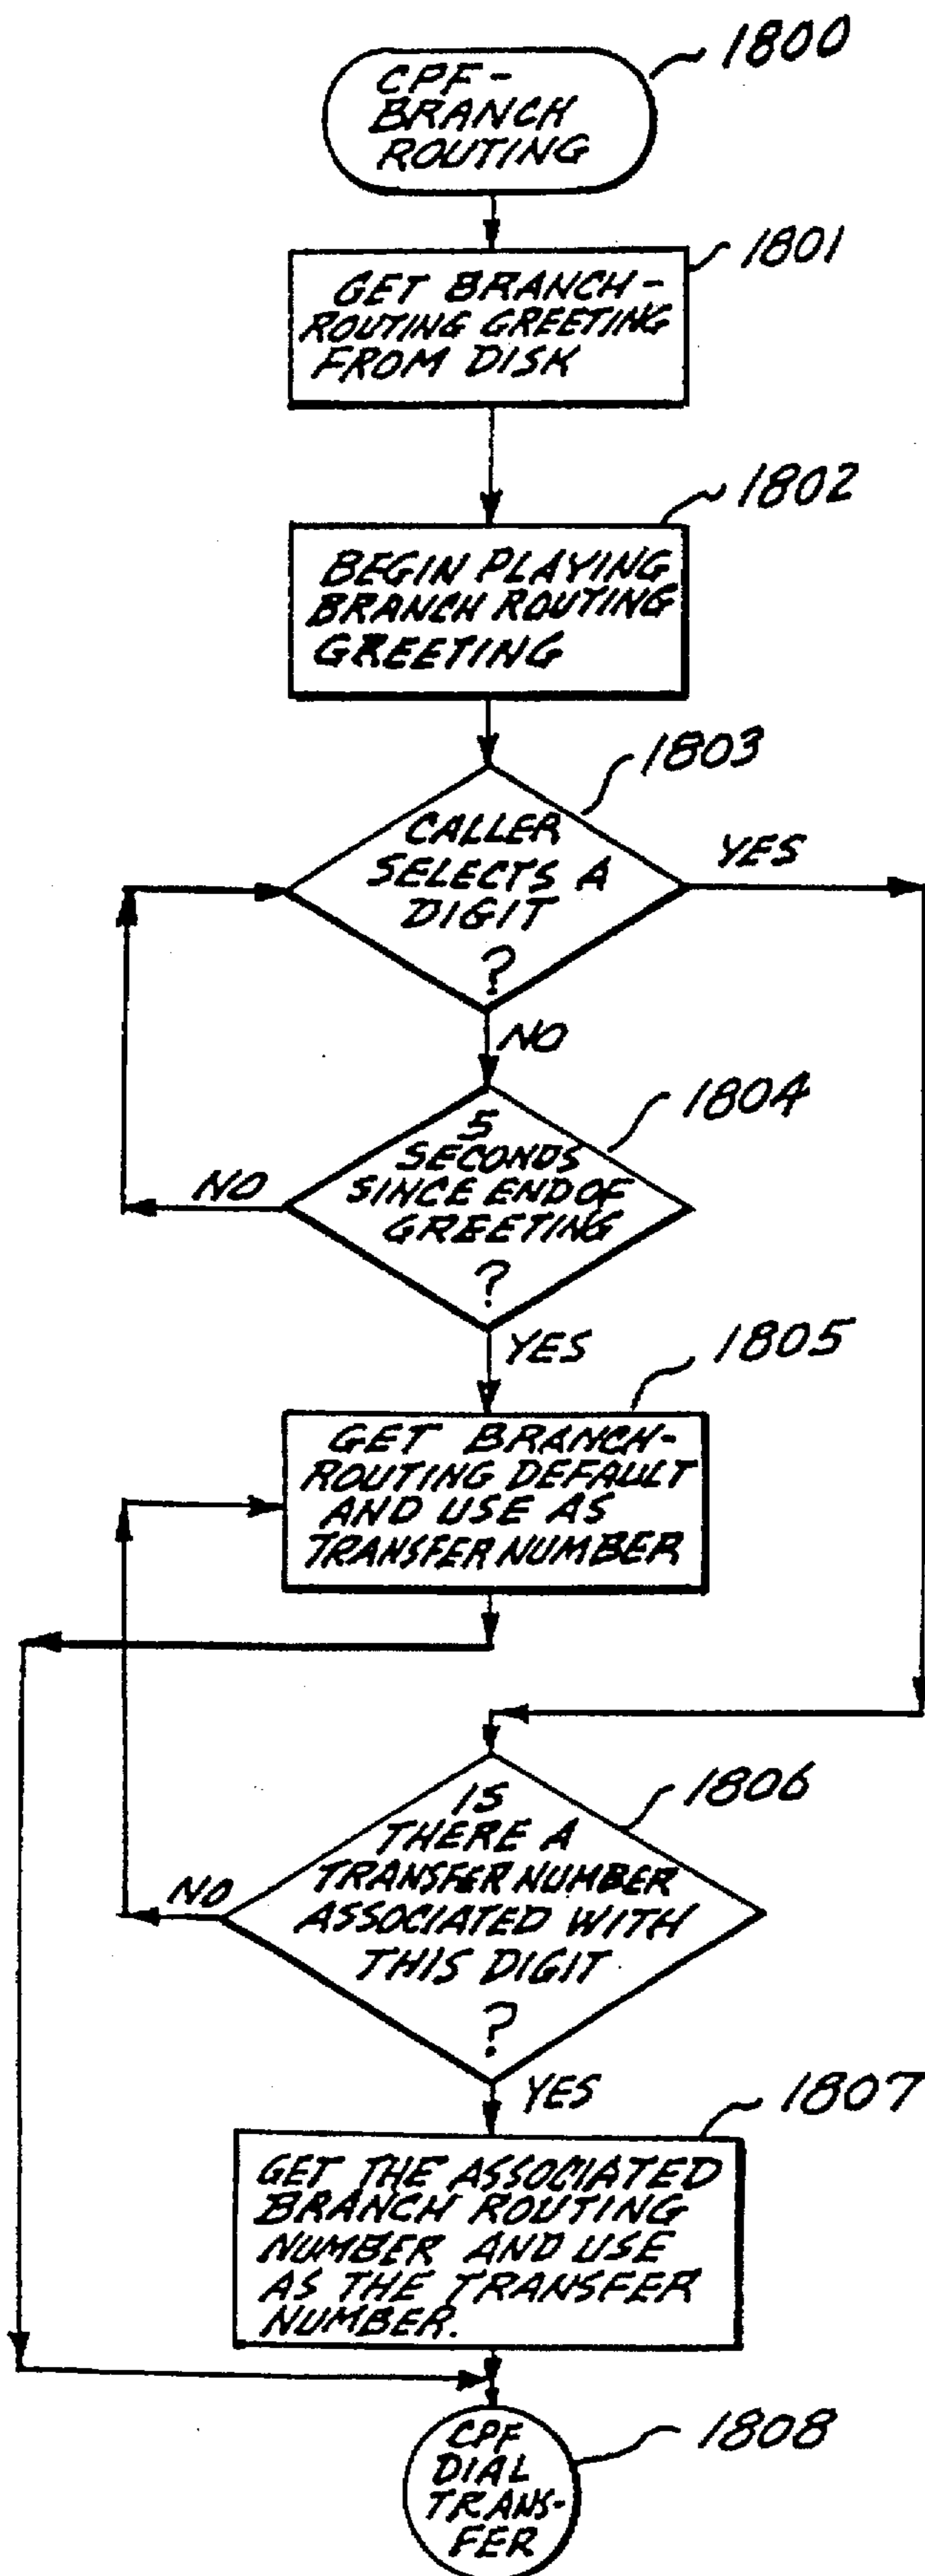 1800
CPF-
BRANCH
ROUTING
1801
GET BRANCH-
ROUTING GREETING
FROM DISK
1802
BEGIN PLAYING
BRANCH ROUTING
GREETING
1803
CALLER
SELECTS A
DIGIT
?
YES
NO
1804
5
SECONDS
SINCE END OF
GREETING
?
NO
YES
1805
GET BRANCH-
ROUTING DEFAULT
AND USE AS
TRANSFER NUMBER
1806
IS
THERE A
TRANSFER NUMBER
ASSOCIATED WITH
THIS DIGIT
?
NO
YES
1807
GET THE ASSOCIATED
BRANCH ROUTING
NUMBER AND USE
AS THE TRANSFER
NUMBER.
1808
CPF
DIAL
TRANS-
FER